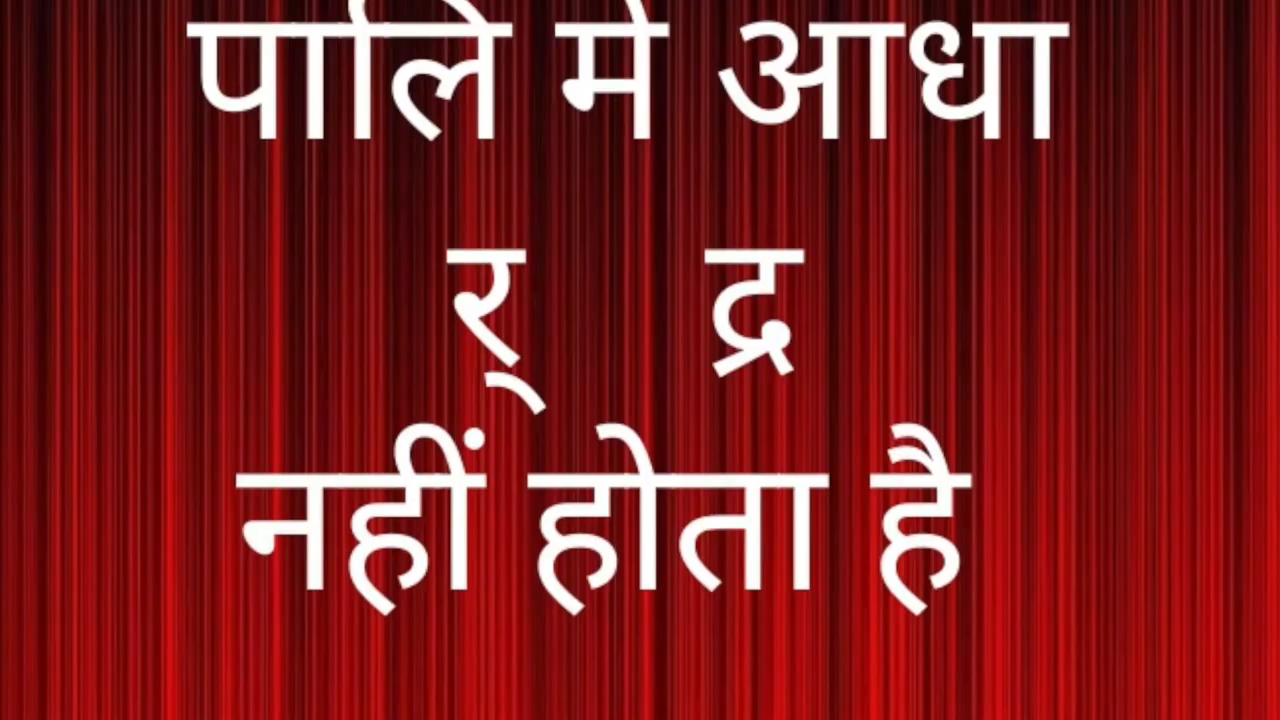 पालि मे आधा
र् द्र
नहीं होता है